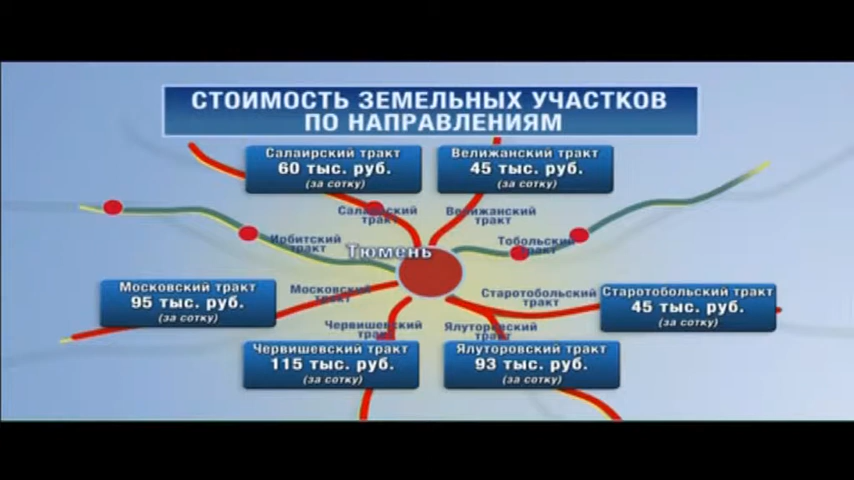 СТОИМОСТЬ ЗЕМЕЛЬНЫХ УЧАСТКОВ
ПО НАПРАВЛЕНИЯМ
Салаирский тракт
60 тыс. руб.
(за сотку)
Велижанский тракт
45 тыс. руб.
(за сотку)
Салаирский
тракт
Велижанский
тракт
Ирбитский
тракт
Тюмень
Тобольский
тракт
Московский тракт
95 тыс. руб.
(за сотку)
Московский
тракт
Старотобольский
тракт
Старотобольский тракт
45 тыс. руб.
(за сотку)
Червишевский
тракт
Ялуторовский
тракт
Червишевский тракт
115 тыс. руб.
(за сотку)
Ялуторовский тракт
93 тыс. руб.
(за сотку)